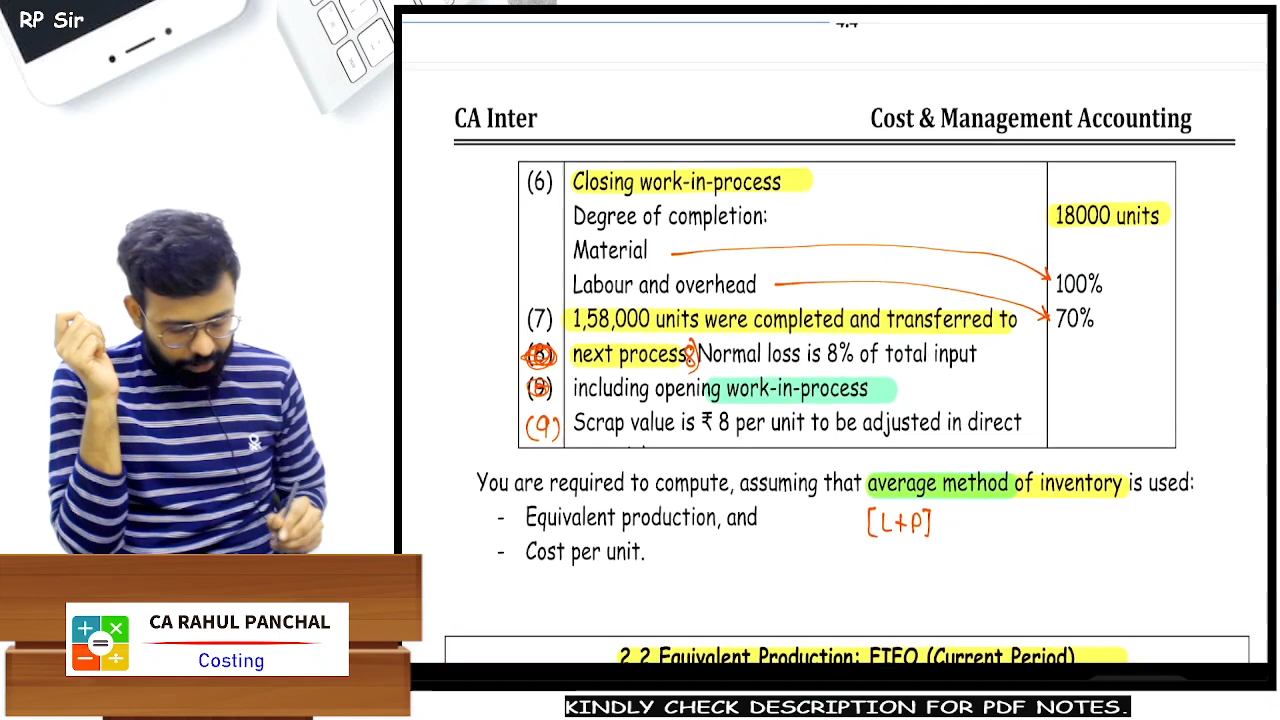 RP Sir
4.4
CA Inter Cost & Management Accounting
(6) Closing work-in-process
Degree of completion: 18000 units
Material
Labour and overhead 100%
(7) 1,58,000 units were completed and transferred to 70%
next process. 8) Normal loss is 8% of total input
including opening work-in-process
(9) Scrap value is ₹ 8 per unit to be adjusted in direct
You are required to compute, assuming that average method of inventory is used:
- Equivalent production, and [L+P]
- Cost per unit.
CA RAHUL PANCHAL
Costing
2.2 Equivalent Production: FIFO (Current Period)
KINDLY CHECK DESCRIPTION FOR PDF NOTES.